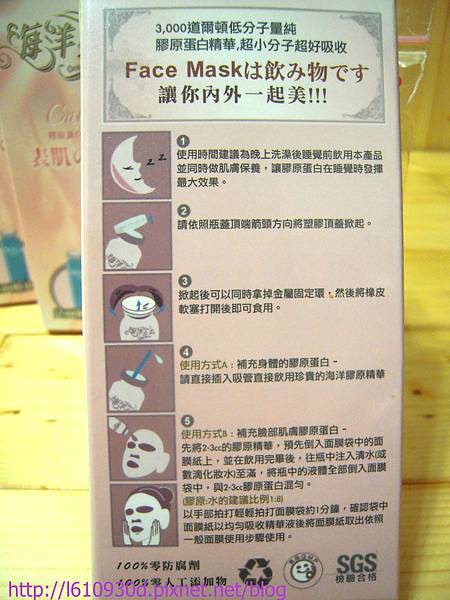 3,000道爾頓低分子量純
膠原蛋白精華,超小分子超好吸收
Face Maskは飲み物です
讓你內外一起美!!!
海洋
表肌の
1
使用時間建議為晚上洗澡後睡覺前飲用本產品
並同時做肌膚保養，讓膠原蛋白在睡覺時發揮
最大效果。
2
請依照瓶蓋頂端箭頭方向將塑膠頂蓋掀起。
3
掀起後可以同時拿掉金屬固定環，然後將橡皮
軟塞打開後即可食用。
4
使用方式A：補充身體的膠原蛋白-
請直接插入吸管直接飲用珍貴的海洋膠原精華
5
使用方式B：補充臉部肌膚膠原蛋白-
先將2-3cc的膠原精華，預先倒入面膜袋中的面
膜紙上，並在飲用完畢後，往瓶中注入清水(或
數滴化妝水)至滿，將瓶中的液體全部倒入面膜
袋中，與2-3cc膠原蛋白混勻。
(膠原:水的建議比例1:8)
以手部拍打輕輕拍打面膜袋約1分鐘，確認袋中
面膜紙以均勻吸收精華液後將面膜紙取出依照
一般面膜使用步驟使用。
100%零防腐劑
100%零人工添加物
SGS
檢驗合格
http://l610930d.pixnet.net/blog